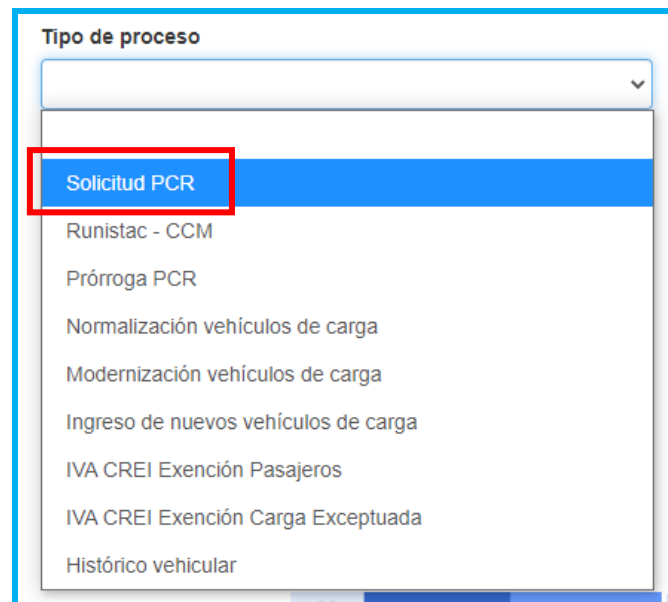 Tipo de proceso
Solicitud PCR
Runistac - CCM
Prórroga PCR
Normalización vehículos de carga
Modernización vehículos de carga
Ingreso de nuevos vehículos de carga
IVA CREI Exención Pasajeros
IVA CREI Exención Carga Exceptuada
Histórico vehicular